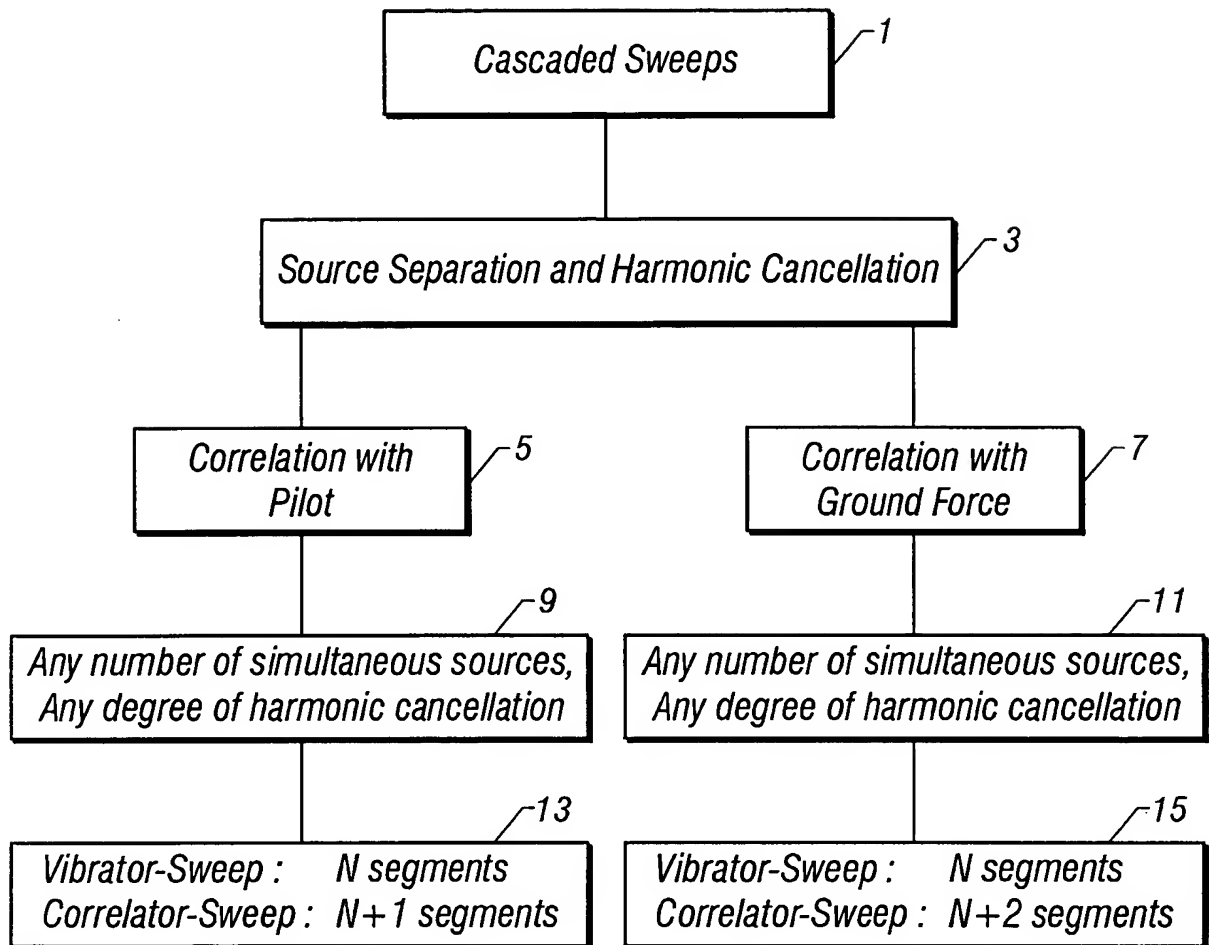 1
Cascaded Sweeps
3
Source Separation and Harmonic Cancellation
5
Correlation with
Pilot
7
Correlation with
Ground Force
9
Any number of simultaneous sources,
Any degree of harmonic cancellation
11
Any number of simultaneous sources,
Any degree of harmonic cancellation
13
Vibrator-Sweep : N segments
Correlator-Sweep : N+1 segments
15
Vibrator-Sweep : N segments
Correlator-Sweep : N+2 segments